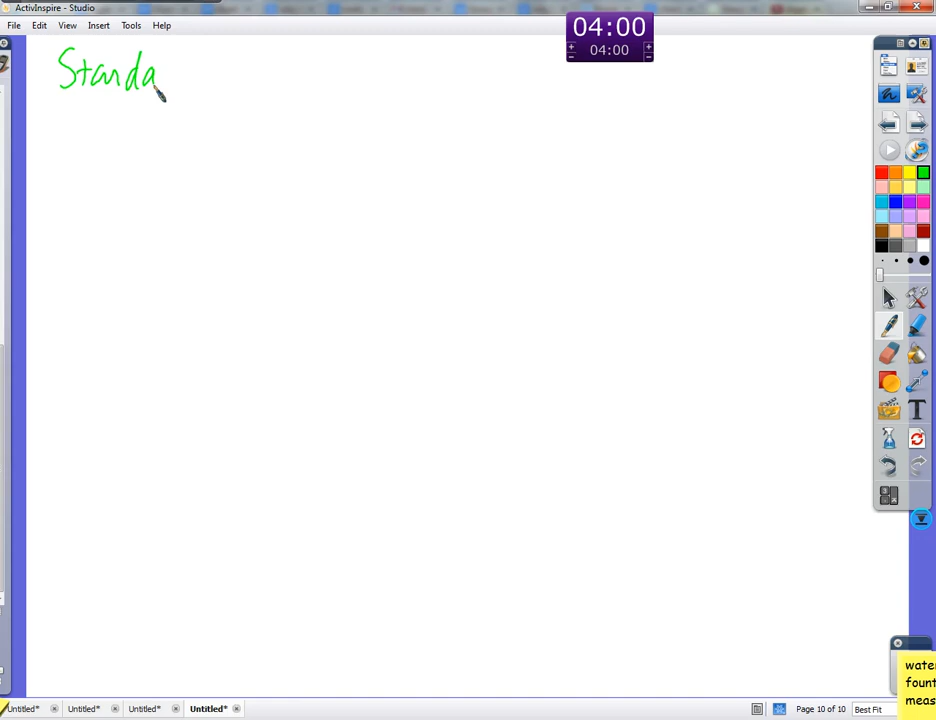 ActivInspire - Studio
File Edit View Insert Tools Help
04:00
04:00
Standa
wate
fount
meas
Untitled* Untitled* Untitled* Untitled* Page 10 of 10 Best Fit